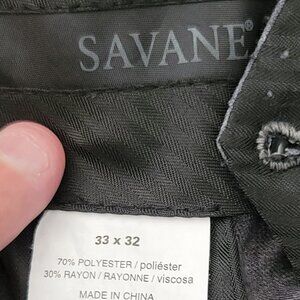 SAVANE®
33 x 32
70% POLYESTER / poliéster
30% RAYON / RAYONNE / viscosa
MADE IN CHINA